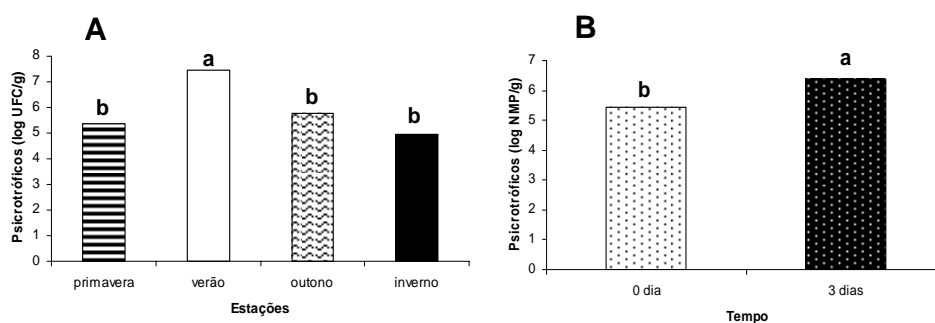 A
Psicrotróficos (log UFC/g)
8
7
6
5
4
3
2
1
0
b
a
b
b
primavera
verão
outono
inverno
Estações
B
Psicrotróficos (log NMP/g)
7
6
5
4
3
2
1
0
b
a
0 dia
3 dias
Tempo